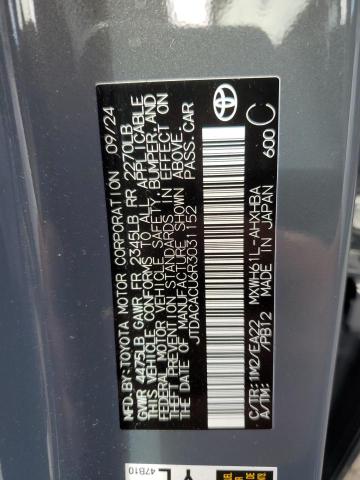 MFD.BY:TOYOTA MOTOR CORPORATION 09/24
GVWR 4475LB GAWR FR 2345LB RR 2270LB
THIS VEHICLE CONFORMS TO ALL APPLICABLE
FEDERAL MOTOR VEHICLE SAFETY, BUMPER, AND
THEFT PREVENTION STANDARDS IN EFFECT ON
THE DATE OF MANUFACTURE SHOWN ABOVE.
JTDACACU6R3031152 PASS.CAR
TOYOTA
C/TR:1M2/EA22 MXWH61L-AHXHBA
A/TM: /PB12 MADE IN JAPAN
600 C
47B10